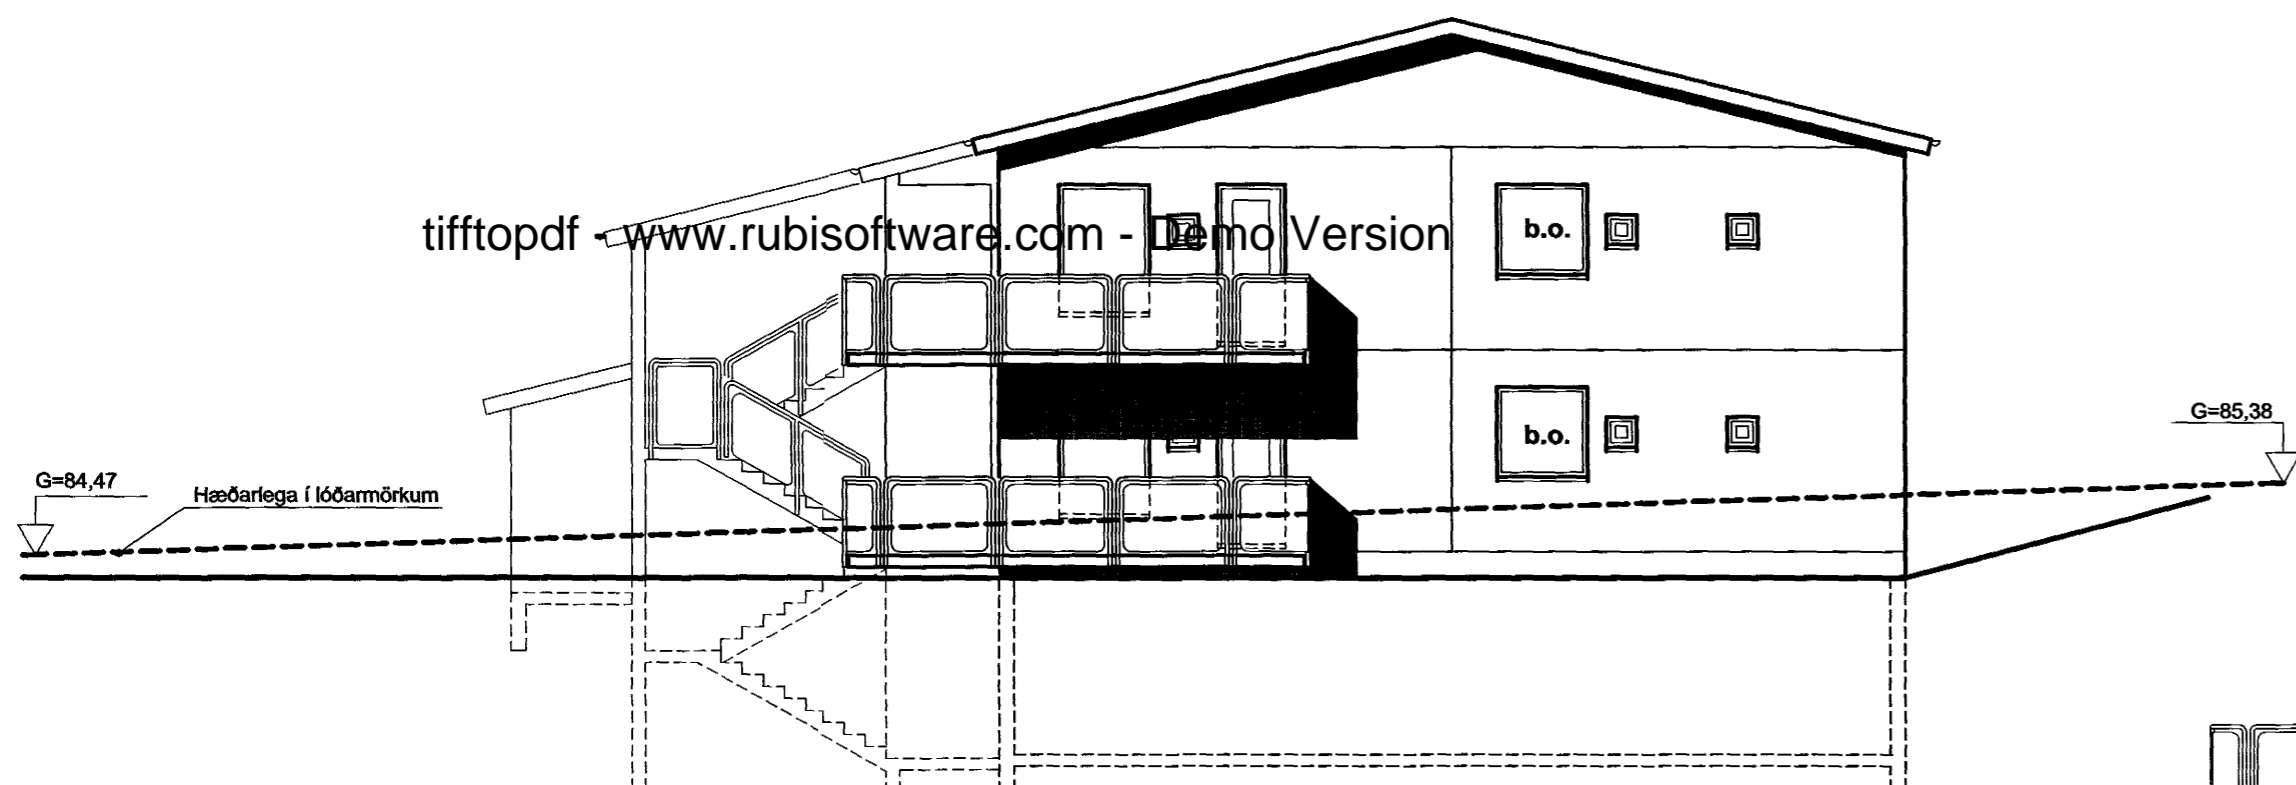 tifftopdf - www.rubisoftware.com - Demo Version
b.o.
b.o.
G=85,38
G=84,47
Hæðarlega í lóðarmörkum